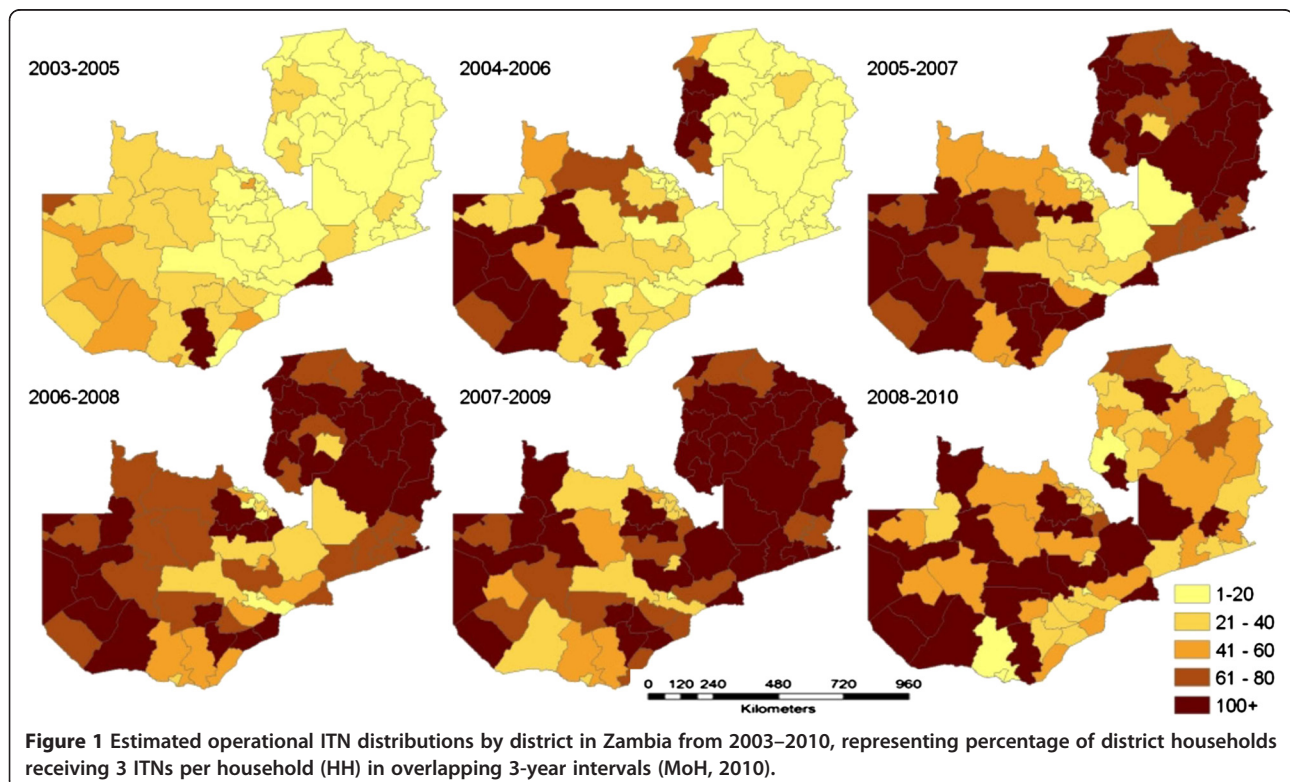 2003-2005
2004-2006
2005-2007
2006-2008
2007-2009
2008-2010
1-20
21 - 40
41 - 60
61 - 80
100+
0 120 240 480 720 960
Kilometers
Figure 1 Estimated operational ITN distributions by district in Zambia from 2003–2010, representing percentage of district households
receiving 3 ITNs per household (HH) in overlapping 3-year intervals (MoH, 2010).